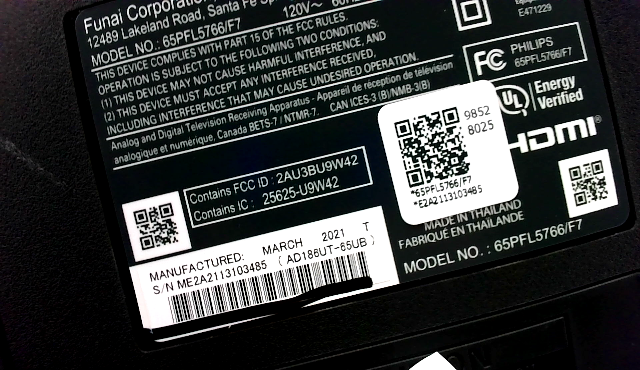 Funai Corporation
12489 Lakeland Road, Santa Fe Sp
MODEL NO.: 65PFL5766/F7 120V~ 60H
THIS DEVICE COMPLIES WITH PART 15 OF THE FCC RULES.
OPERATION IS SUBJECT TO THE FOLLOWING TWO CONDITIONS:
(1) THIS DEVICE MAY NOT CAUSE HARMFUL INTERFERENCE, AND
(2) THIS DEVICE MUST ACCEPT ANY INTERFERENCE RECEIVED,
INCLUDING INTERFERENCE THAT MAY CAUSE UNDESIRED OPERATION.
Analog and Digital Television Receiving Apparatus - Appareil de réception de télévision
analogique et numérique, Canada BETS-7 / NTMR-7. CAN ICES-3 (B)/NMB-3(B)
E471229
FC PHILIPS
65PFL5766/F7
UL Energy
Verified
HDMI®
9852
8025
*65PFL5766/F7
*E2A2113103485
Contains FCC ID : 2AU3BU9W42
Contains IC : 25625-U9W42
MADE IN THAILAND
FABRIQUÉ EN THAILANDE
MODEL NO. : 65PFL5766/F7
MANUFACTURED: MARCH 2021 T
S/N ME2A2113103485 (AD186UT-65UB)